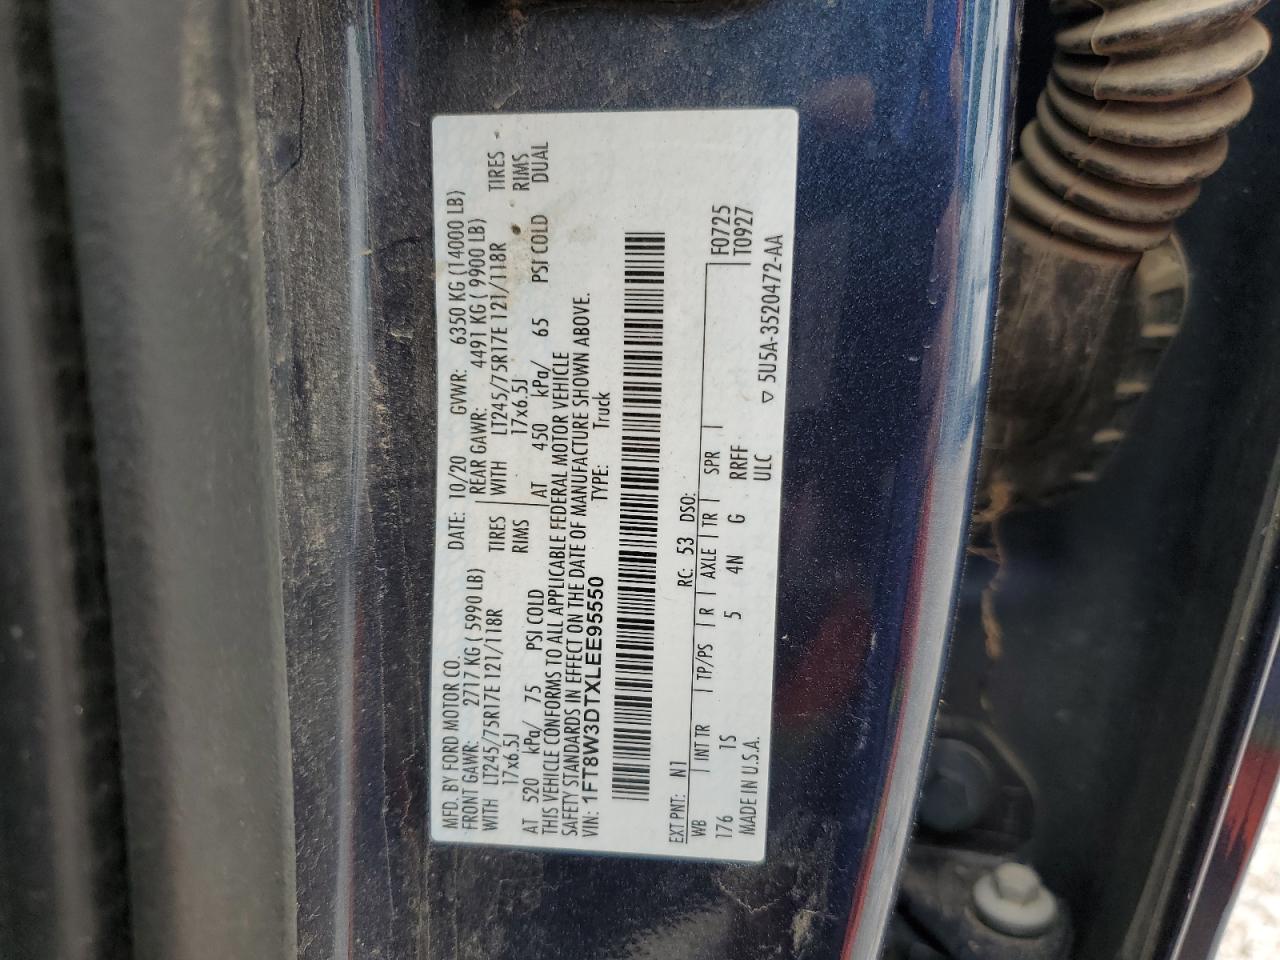 MFD. BY FORD MOTOR CO. DATE: 10/20 GVWR: 6350 KG (14000 LB)
FRONT GAWR: 2717 KG ( 5990 LB) REAR GAWR: 4491 KG ( 9900 LB)
WITH LT245/75R17E 121/118R TIRES WITH LT245/75R17E 121/118R TIRES
17x6.5J RIMS 17x6.5J RIMS
AT 520 kPa/ 75 PSI COLD AT 450 kPa/ 65 PSI COLD DUAL
THIS VEHICLE CONFORMS TO ALL APPLICABLE FEDERAL MOTOR VEHICLE
SAFETY STANDARDS IN EFFECT ON THE DATE OF MANUFACTURE SHOWN ABOVE.
VIN: 1FT8W3DTXLEE95550 TYPE: Truck
EXT PNT: N1 RC: 53 DSO:
WB INT TR TP/PS R AXLE TR SPR F0725
176 1S 5 4N G RRFF T0927
MADE IN U.S.A. ULC ▽ 5U5A-3520472-AA